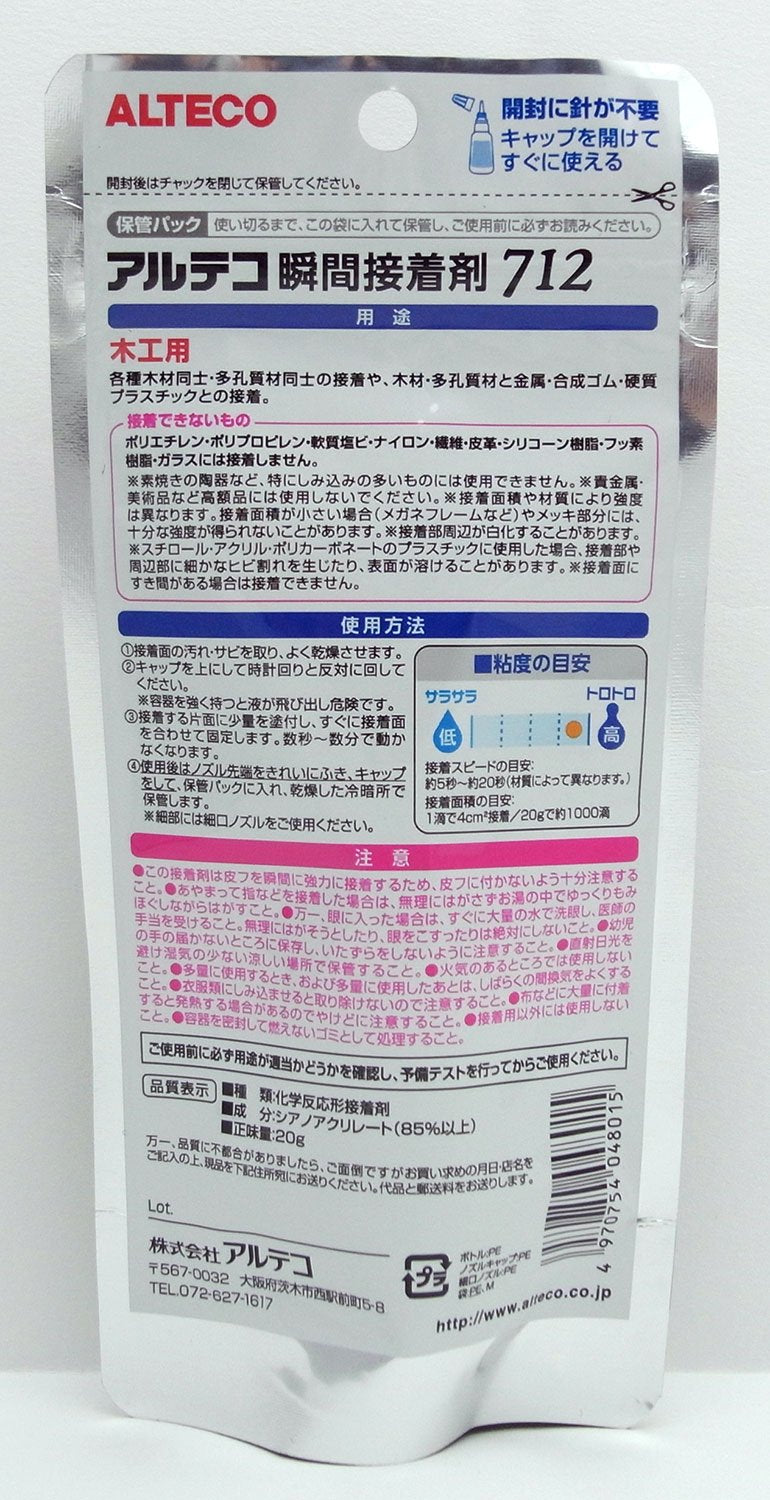 ALTECO
開封に針が不要
キャップを開けて
すぐに使える
開封後はチャックを閉じて保管してください。
保管パック 使い切るまで、この袋に入れて保管し、ご使用前に必ずお読みください。
アルテコ 瞬間接着剤 712
用途
木工用
各種木材同士・多孔質材同士の接着や、木材・多孔質材と金属・合成ゴム・硬質
プラスチックとの接着。
接着できないもの
ポリエチレン・ポリプロピレン・軟質塩ビ・ナイロン・繊維・皮革・シリコーン樹脂・フッ素
樹脂・ガラスには接着しません。
※素焼きの陶器など、特にしみ込みの多いものには使用できません。※貴金属・
美術品など高額品には使用しないでください。※接着面積や材質により強度
は異なります。接着面積が小さい場合(メガネフレームなど)やメッキ部分には、
十分な強度が得られないことがあります。※接着部周辺が白化することがあります。
※スチロール・アクリル・ポリカーボネートのプラスチックに使用した場合、接着部や
周辺部に細かなヒビ割れを生じたり、表面が溶けることがあります。※接着面に
すき間がある場合は接着できません。
使用方法
①接着面の汚れ・サビを取り、よく乾燥させます。
②キャップを上にして時計回りと反対に回して
ください。
※容器を強く持つと液が飛び出し危険です。
③接着する片面に少量を塗付し、すぐに接着面
を合わせて固定します。数秒〜数分で動か
なくなります。
④使用後はノズル先端をきれいにふき、キャップ
をして、保管パックに入れ、乾燥した冷暗所で
保管します。
※細部には細口ノズルをご使用ください。
■粘度の目安
サラサラ トロトロ
低 高
接着スピードの目安:
約5秒〜約20秒(材質によって異なります。)
接着面積の目安:
1滴で4cm²接着/20gで約1000滴
注意
●この接着剤は皮フを瞬間に強力に接着するため、皮フに付かないよう十分注意する
こと。●あやまって指などを接着した場合は、無理にはがさずお湯の中でゆっくりもみ
ほぐしながらはがすこと。●万一、眼に入った場合は、すぐに大量の水で洗眼し、医師の
手当を受けること。無理にはがそうとしたり、眼をこすったりは絶対にしないこと。●幼児
の手の届かないところに保存し、いたずらをしないように注意すること。●直射日光を
避け湿気の少ない涼しい場所で保管すること。●火気のあるところでは使用しない
こと。●多量に使用するとき、および多量に使用したあとは、しばらくの間換気をよくする
こと。●衣服類にしみ込ませると取り除けないので注意すること。●布などに大量に付着
すると発熱する場合があるのでやけどに注意すること。●接着用以外には使用しない
こと。●容器を密封して燃えないゴミとして処理すること。
ご使用前に必ず用途が適当かどうかを確認し、予備テストを行ってからご使用ください。
品質表示 ■種 類:化学反応形接着剤
■成 分:シアノアクリレート(85%以上)
■正味量:20g
万一、品質に不都合がありましたら、ご面倒ですがお買い求めの月日・店名を
ご記入の上、現品を下記住所宛にお送りください。代品と郵送料をお送りします。
Lot.
株式会社 アルテコ
〒567-0032 大阪府茨木市西駅前町5-8
TEL.072-627-1617
プラ
ボトル:PE
ノズルキャップ:PE
細口ノズル:PE
袋:PE、M
http://www.alteco.co.jp
4 970754 048015